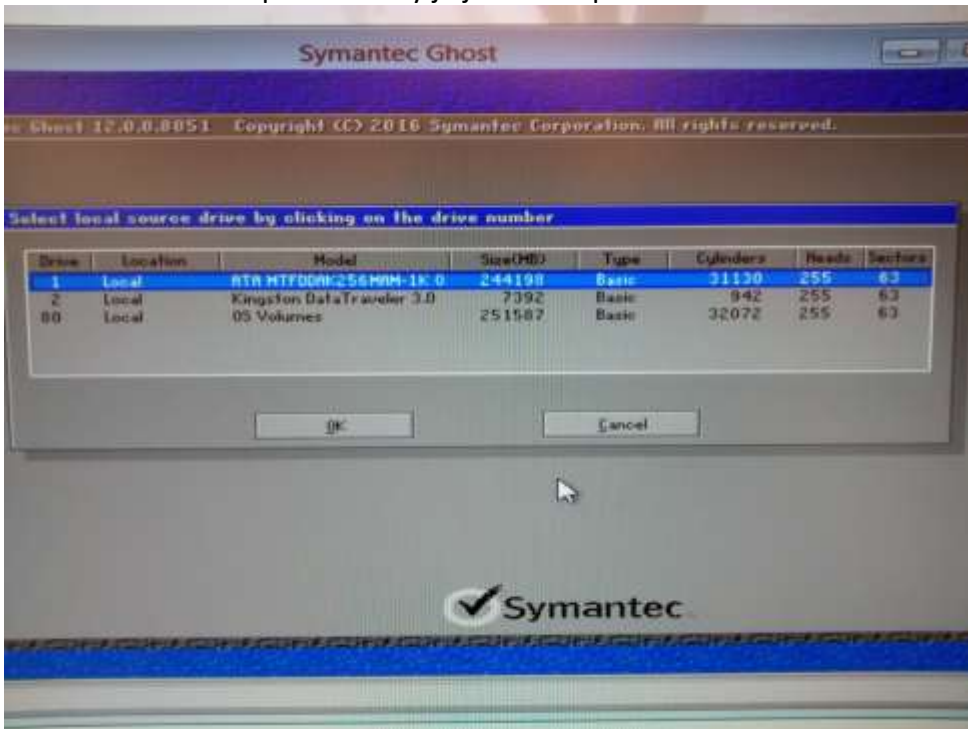 Symantec Ghost
Ghost 12.0.0.8051 Copyright (C) 2016 Symantec Corporation. All rights reserved.
Select local source drive by clicking on the drive number
Drive Location Model Size(MB) Type Cylinders Heads Sectors
1 Local ATA MTFDDAK256MAM-1K 0 244198 Basic 31130 255 63
2 Local Kingston DataTraveler 3.0 7392 Basic 942 255 63
80 Local OS Volumes 251587 Basic 32072 255 63
OK Cancel
Symantec